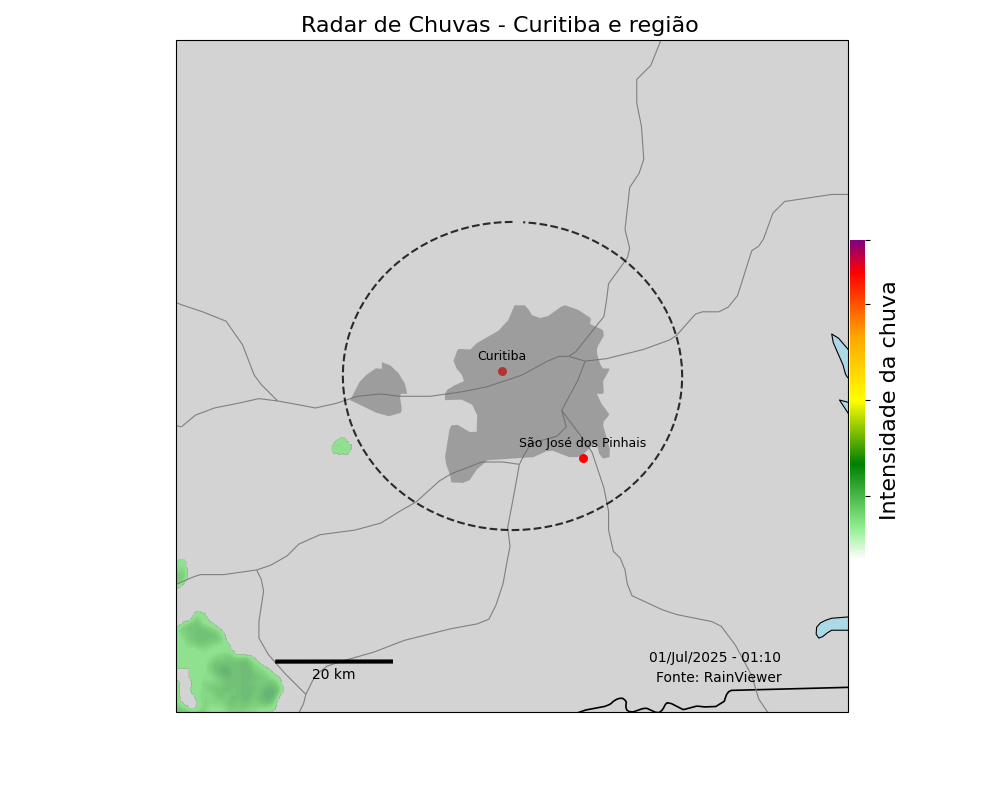 Radar de Chuvas - Curitiba e região
Curitiba
São José dos Pinhais
Intensidade da chuva
01/Jul/2025 - 01:10
20 km
Fonte: RainViewer